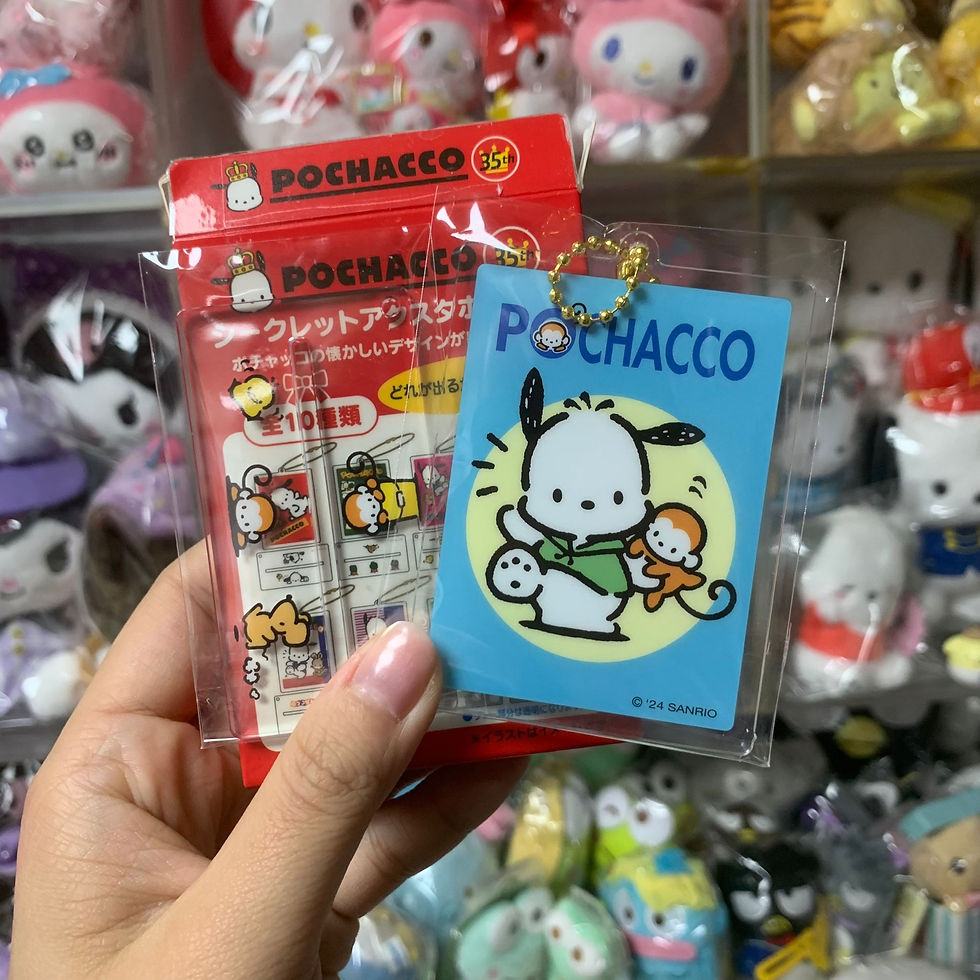 POCHACCO 35th
POCHACCO 35th
シークレットアクスタホ
ポチャッコの懐かしいデザインが
どれが出るか
全10種類
POCHACCO
© '24 SANRIO